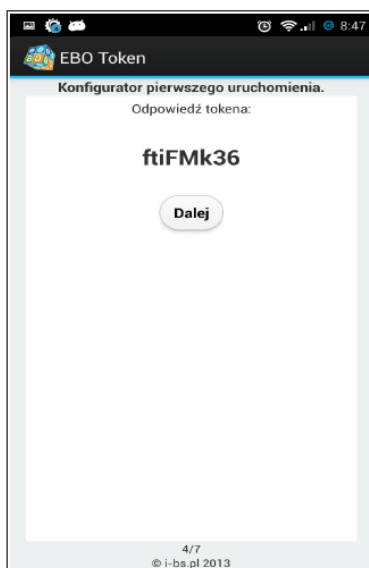 8:47
EBO Token
Konfigurator pierwszego uruchomienia.
Odpowiedź tokena:
ftiFMk36
Dalej
4/7
© i-bs.pl 2013